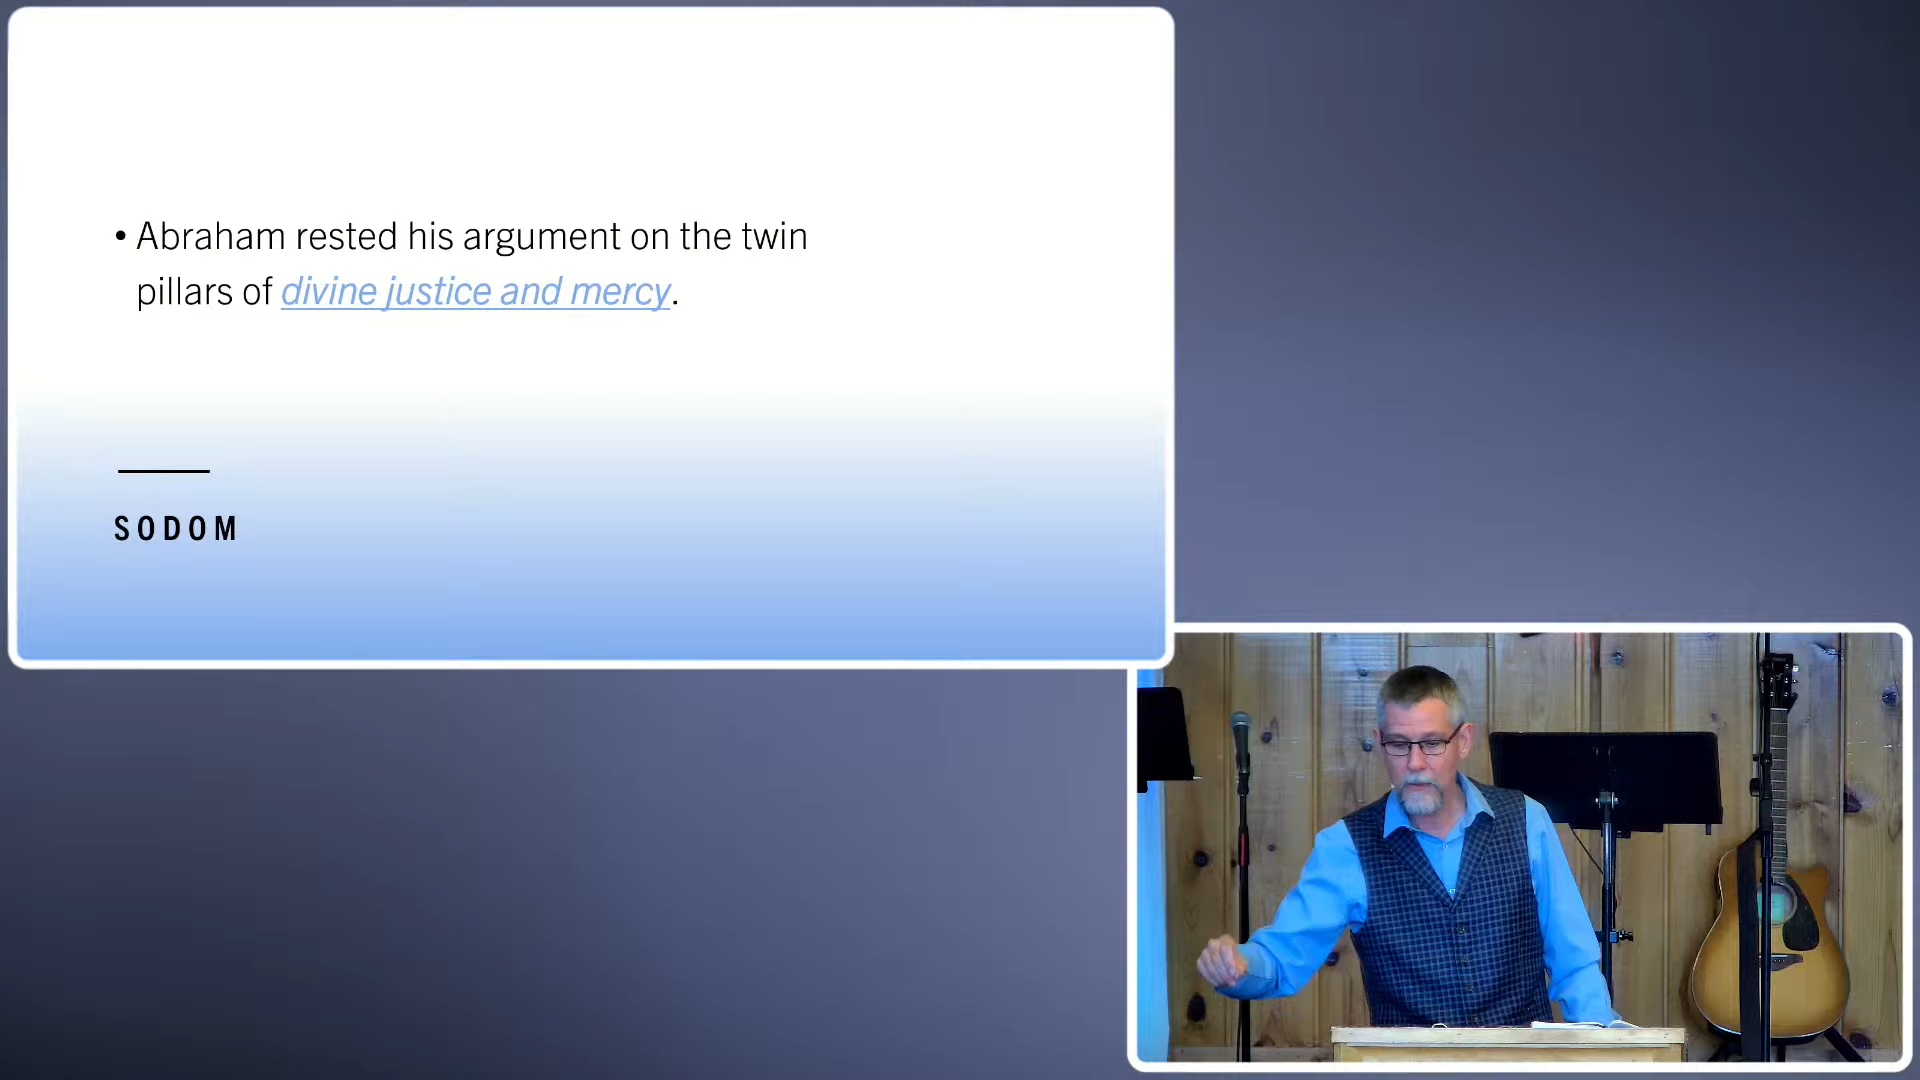 • Abraham rested his argument on the twin
pillars of divine justice and mercy.
SODOM